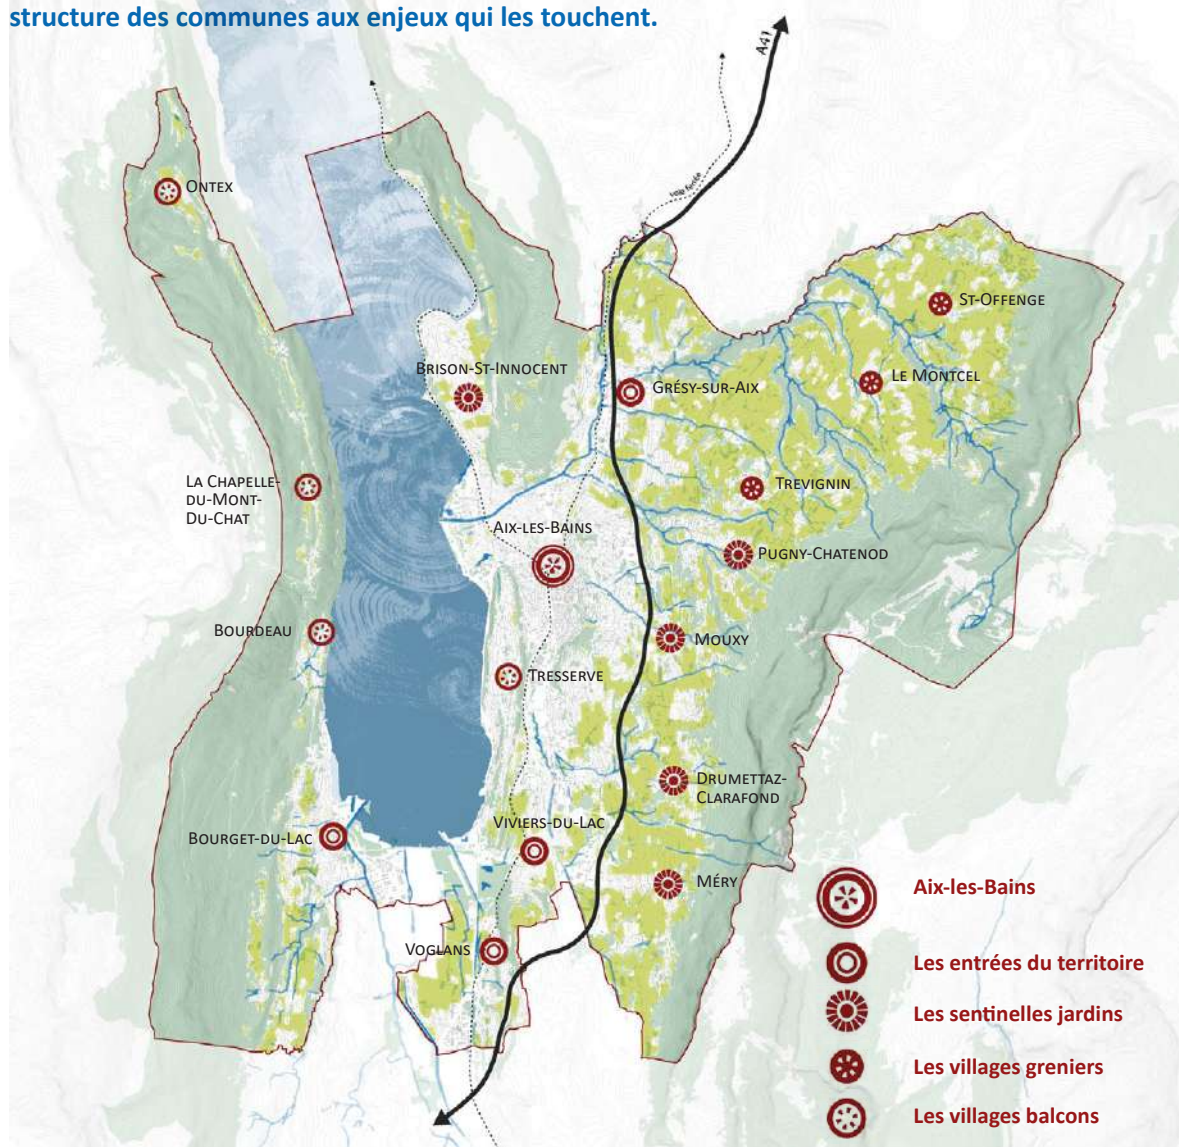 structure des communes aux enjeux qui les touchent.
A41
voie ferrée
Ontex
St-Offenge
Brison-St-Innocent
Grésy-sur-Aix
Le Montcel
La Chapelle-
du-Mont-
Du-Chat
Trevignin
Aix-les-Bains
Pugny-Chatenod
Bourdeau
Mouxy
Tresserve
Drumettaz-
Clarafond
Bourget-du-Lac
Viviers-du-Lac
Méry
Voglans
Aix-les-Bains
Les entrées du territoire
Les sentinelles jardins
Les villages greniers
Les villages balcons